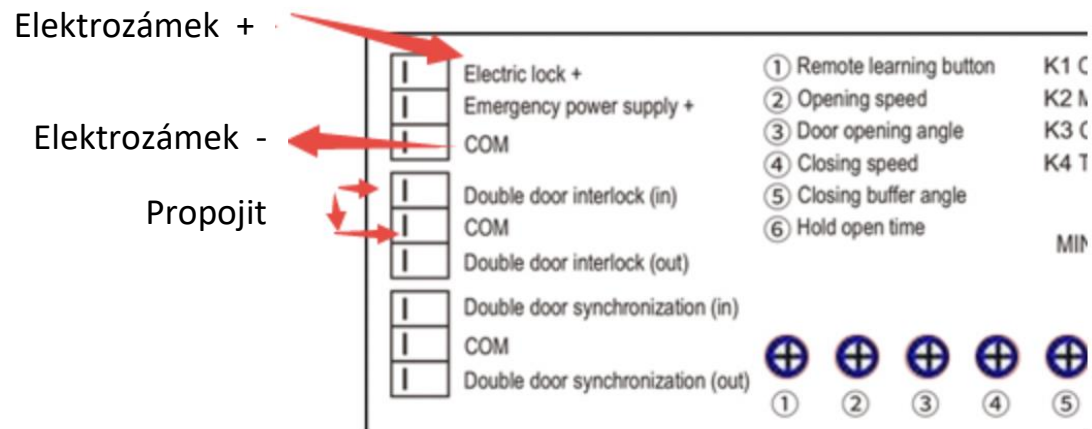 Elektrozámek +
Elektrozámek -
Propojit
Electric lock +
Emergency power supply +
COM
Double door interlock (in)
COM
Double door interlock (out)
Double door synchronization (in)
COM
Double door synchronization (out)
① Remote learning button
② Opening speed
③ Door opening angle
④ Closing speed
⑤ Closing buffer angle
⑥ Hold open time
K1
K2
K3
K4
① ② ③ ④ ⑤